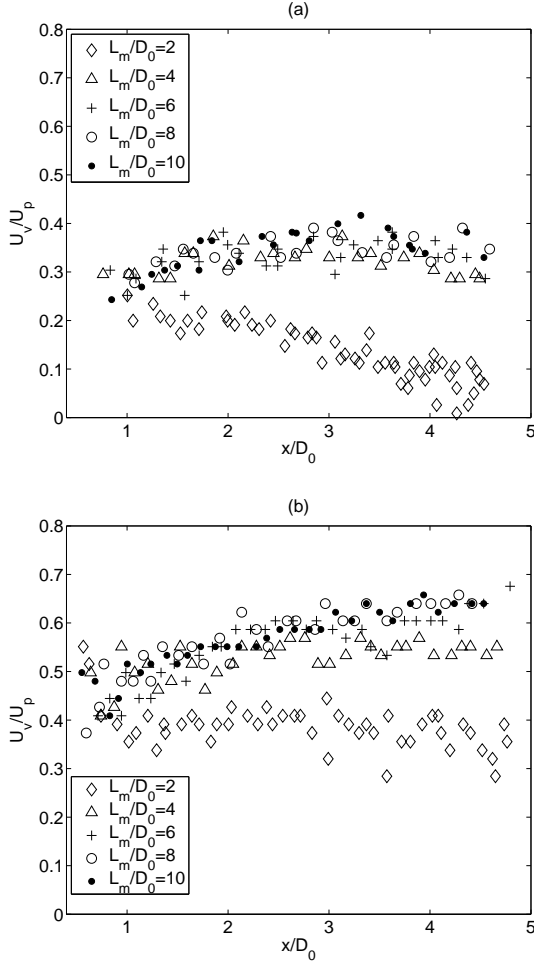 (a)
0.8
0.7
0.6
0.5
0.4
0.3
0.2
0.1
0
U_v/U_p
L_m/D_0=2
L_m/D_0=4
L_m/D_0=6
L_m/D_0=8
L_m/D_0=10
1 2 3 4 5
x/D_0
(b)
0.8
0.7
0.6
0.5
0.4
0.3
0.2
0.1
0
U_v/U_p
L_m/D_0=2
L_m/D_0=4
L_m/D_0=6
L_m/D_0=8
L_m/D_0=10
1 2 3 4 5
x/D_0